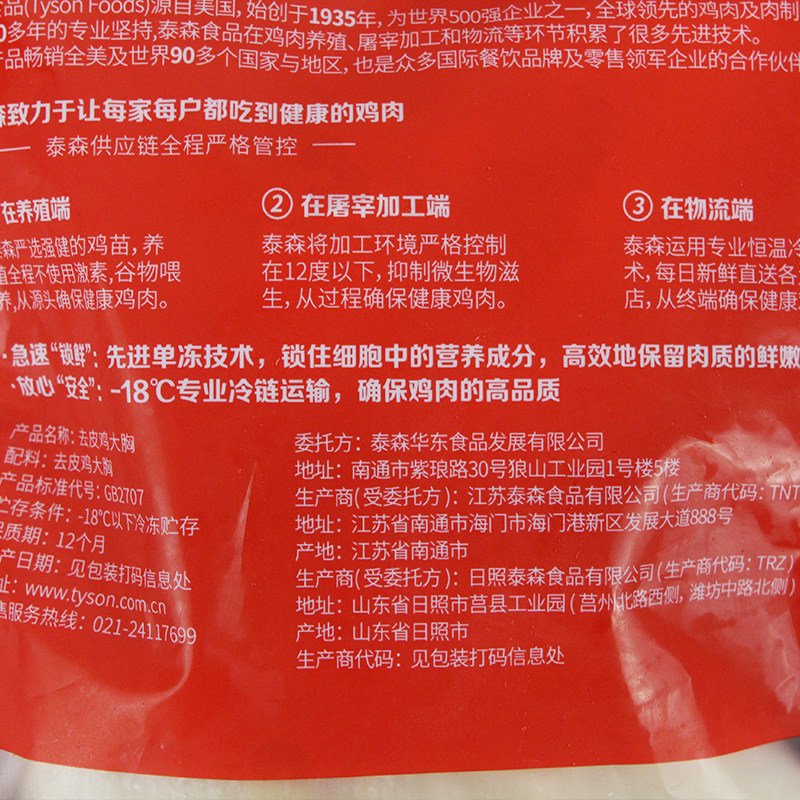 品(Tyson Foods)源自美国, 始创于1935年, 为世界500强企业之一, 全球领先的鸡肉及肉制
0多年的专业坚持,泰森食品在鸡肉养殖、屠宰加工和物流等环节积累了很多先进技术。
产品畅销全美及世界90多个国家与地区, 也是众多国际餐饮品牌及零售领军企业的合作伙伴
森致力于让每家每户都吃到健康的鸡肉
泰森供应链全程严格管控
在养殖端
森严选强健的鸡苗, 养
殖全程不使用激素,谷物喂
养,从源头确保健康鸡肉。
② 在屠宰加工端
泰森将加工环境严格控制
在12度以下, 抑制微生物滋
生, 从过程确保健康鸡肉。
③ 在物流端
泰森运用专业恒温冷
术, 每日新鲜直送各
店, 从终端确保健康
·急速“锁鲜”: 先进单冻技术, 锁住细胞中的营养成分, 高效地保留肉质的鲜嫩
·放心“安全”: -18℃专业冷链运输, 确保鸡肉的高品质
产品名称: 去皮鸡大胸
配料: 去皮鸡大胸
产品标准代号: GB2707
贮存条件: -18℃以下冷冻贮存
保质期: 12个月
产日期: 见包装打码信息处
址: www.tyson.com.cn
售服务热线: 021-24117699
委托方: 泰森华东食品发展有限公司
地址: 南通市紫琅路30号狼山工业园1号楼5楼
生产商(受委托方): 江苏泰森食品有限公司(生产商代码: TNT
地址: 江苏省南通市海门市海门港新区发展大道888号
产地: 江苏省南通市
生产商(受委托方): 日照泰森食品有限公司(生产商代码: TRZ)
地址: 山东省日照市莒县工业园(莒州北路西侧, 潍坊中路北侧)
产地: 山东省日照市
生产商代码: 见包装打码信息处